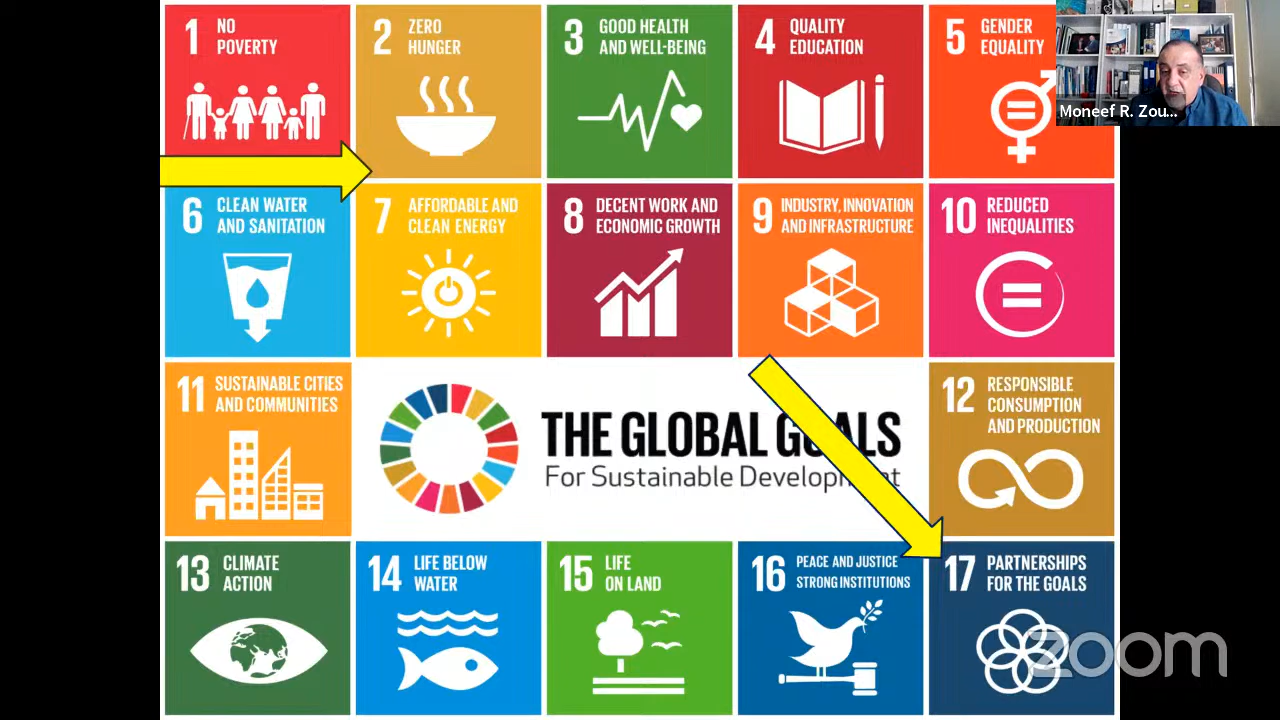 1 NO
POVERTY
2 ZERO
HUNGER
3 GOOD HEALTH
AND WELL-BEING
4 QUALITY
EDUCATION
5 GENDER
EQUALITY
Moneef R. Zou...
6 CLEAN WATER
AND SANITATION
7 AFFORDABLE AND
CLEAN ENERGY
8 DECENT WORK AND
ECONOMIC GROWTH
9 INDUSTRY, INNOVATION
AND INFRASTRUCTURE
10 REDUCED
INEQUALITIES
11 SUSTAINABLE CITIES
AND COMMUNITIES
THE GLOBAL GOALS
For Sustainable Development
12 RESPONSIBLE
CONSUMPTION
AND PRODUCTION
13 CLIMATE
ACTION
14 LIFE BELOW
WATER
15 LIFE
ON LAND
16 PEACE AND JUSTICE
STRONG INSTITUTIONS
17 PARTNERSHIPS
FOR THE GOALS
zoom